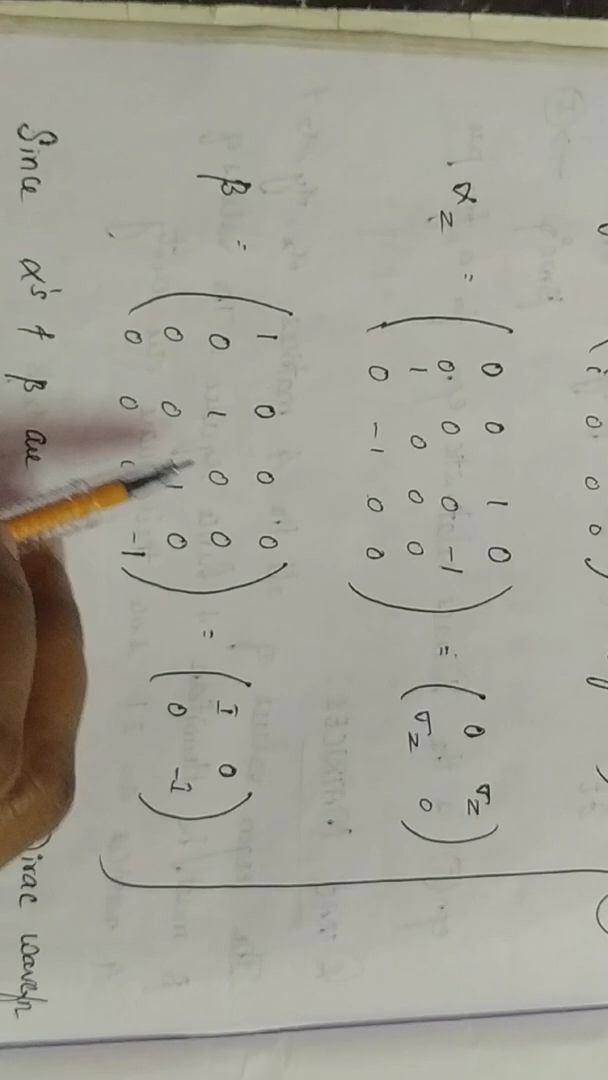 i 0 0 0
α_z = ( 0 0 1 0 ) = ( 0 σ_z )
0 0 0 -1
1 0 0 0
0 -1 0 0
σ_z 0
β = ( 1 0 0 0 ) = ( I 0 )
0 1 0 0
0 0 1 0
0 0 -1
0 -I
Since α's & β are Dirac wavefn